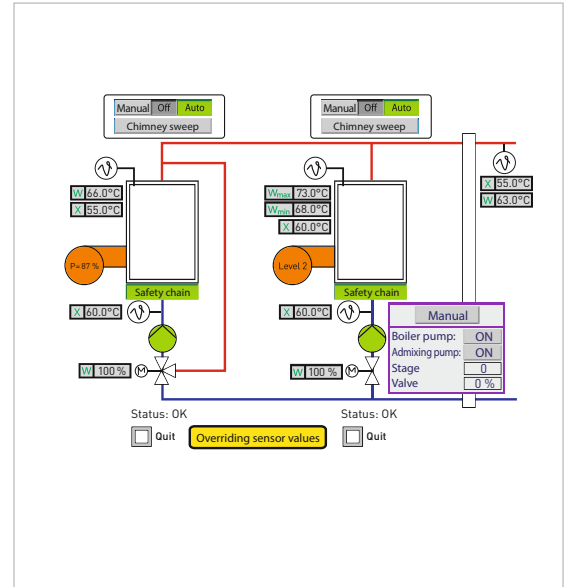 Manual Off Auto
Chimney sweep
Manual Off Auto
Chimney sweep
W 66.0°C
X 55.0°C
Wmax 73.0°C
Wmin 68.0°C
X 60.0°C
X 55.0°C
W 63.0°C
P=87 %
Level 2
Safety chain
Safety chain
X 60.0°C
X 60.0°C
Manual
Boiler pump: ON
Admixing pump: ON
Stage 0
Valve 0 %
W 100 % M
W 100 % M
Status: OK
Status: OK
Quit
Overriding sensor values
Quit